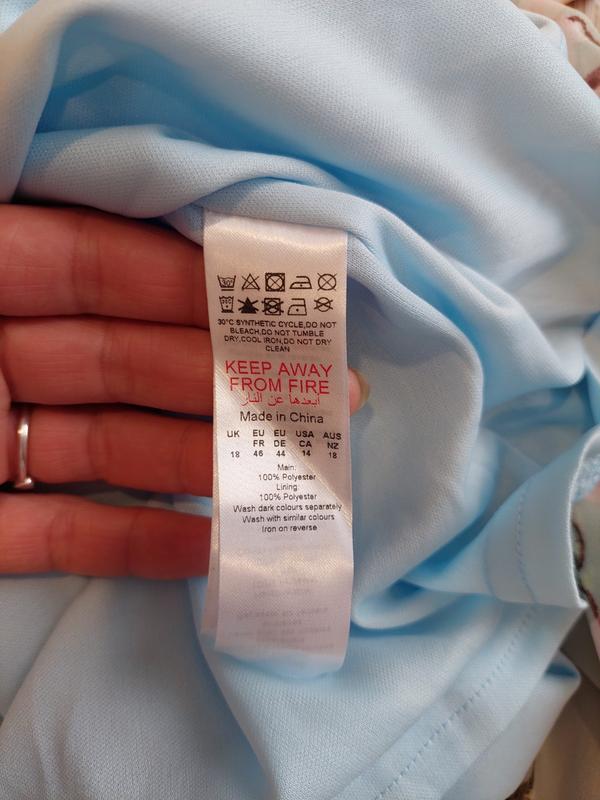 30°C SYNTHETIC CYCLE,DO NOT
BLEACH,DO NOT TUMBLE
DRY,COOL IRON,DO NOT DRY
CLEAN
KEEP AWAY
FROM FIRE
أبعدها عن النار
Made in China
UK EU EU USA AUS
FR DE CA NZ
18 46 44 14 18
Main:
100% Polyester
Lining:
100% Polyester
Wash dark colours separately
Wash with similar colours
Iron on reverse